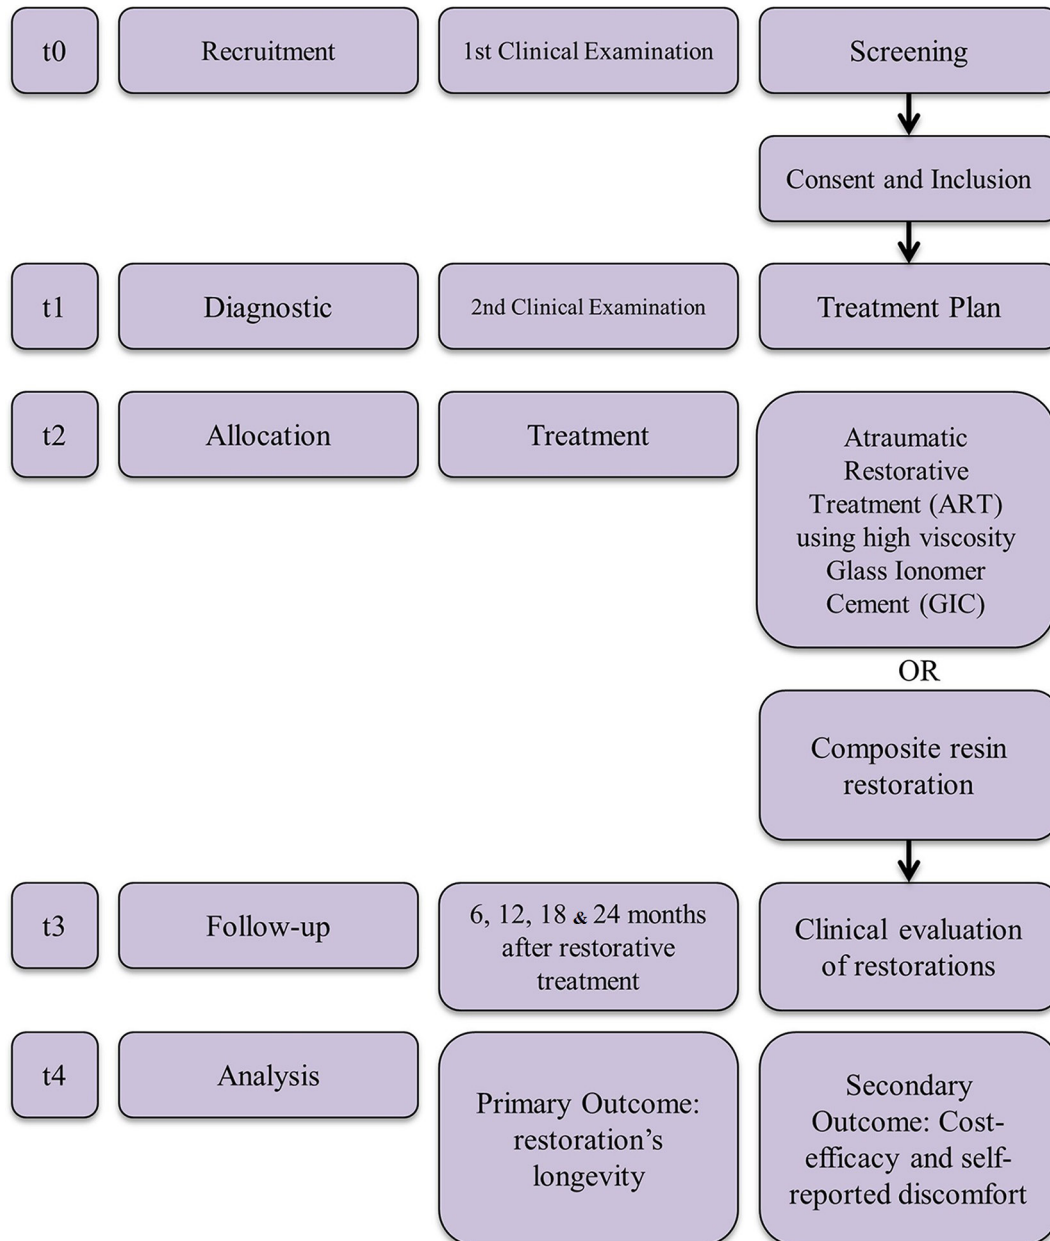 t0
Recruitment
1st Clinical Examination
Screening
Consent and Inclusion
t1
Diagnostic
2nd Clinical Examination
Treatment Plan
t2
Allocation
Treatment
Atraumatic
Restorative
Treatment (ART)
using high viscosity
Glass Ionomer
Cement (GIC)
OR
Composite resin
restoration
t3
Follow-up
6, 12, 18 & 24 months
after restorative
treatment
Clinical evaluation
of restorations
t4
Analysis
Primary Outcome:
restoration’s
longevity
Secondary
Outcome: Cost-
efficacy and self-
reported discomfort